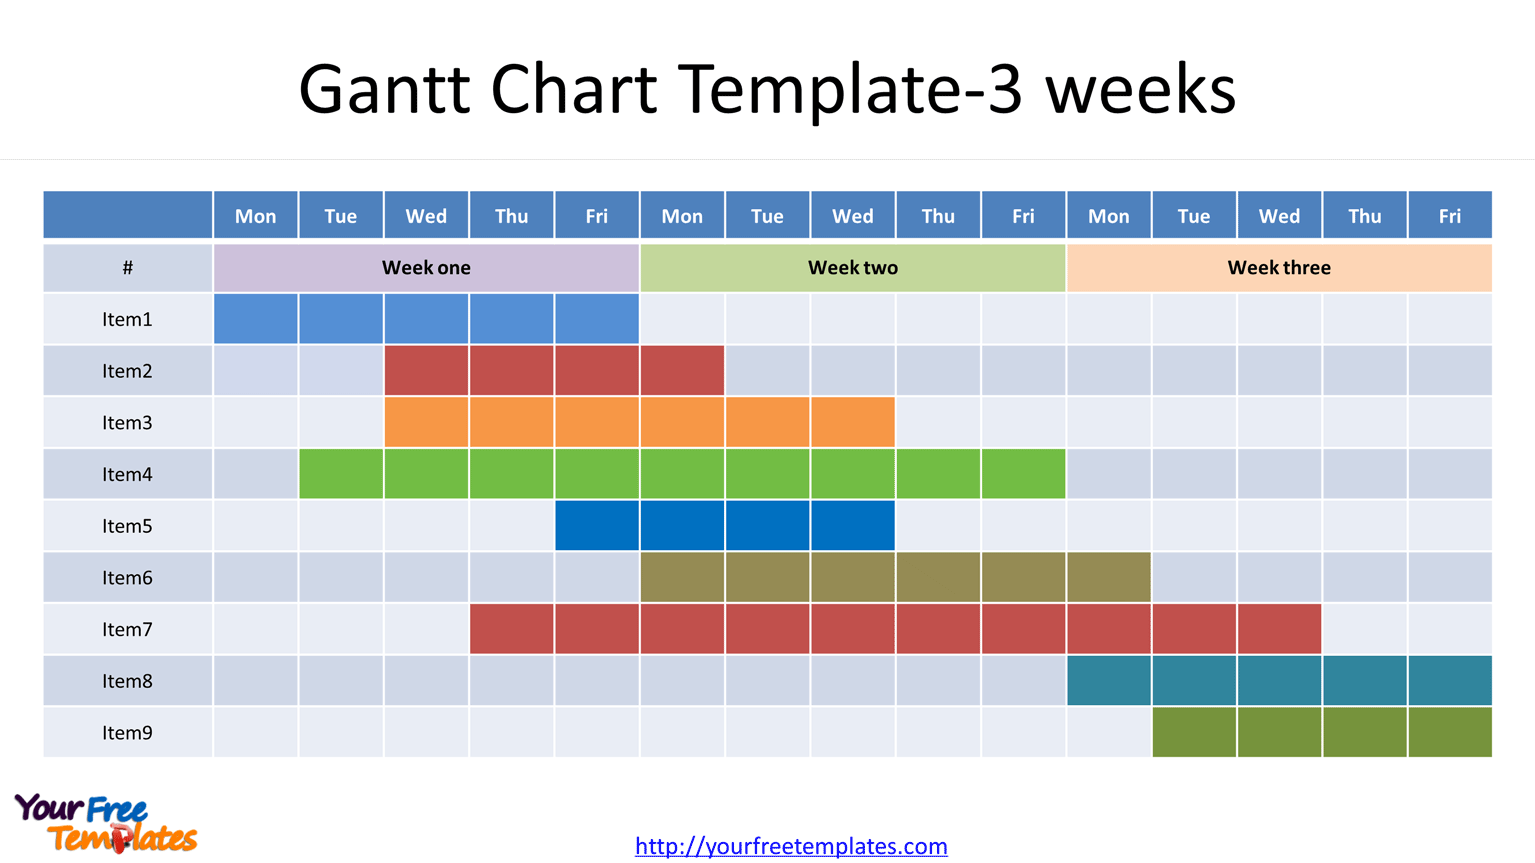 Gantt Chart Template-3 weeks
Mon Tue Wed Thu Fri Mon Tue Wed Thu Fri Mon Tue Wed Thu Fri
# Week one Week two Week three
Item1
Item2
Item3
Item4
Item5
Item6
Item7
Item8
Item9
Your Free
Templates
http://yourfreetemplates.com